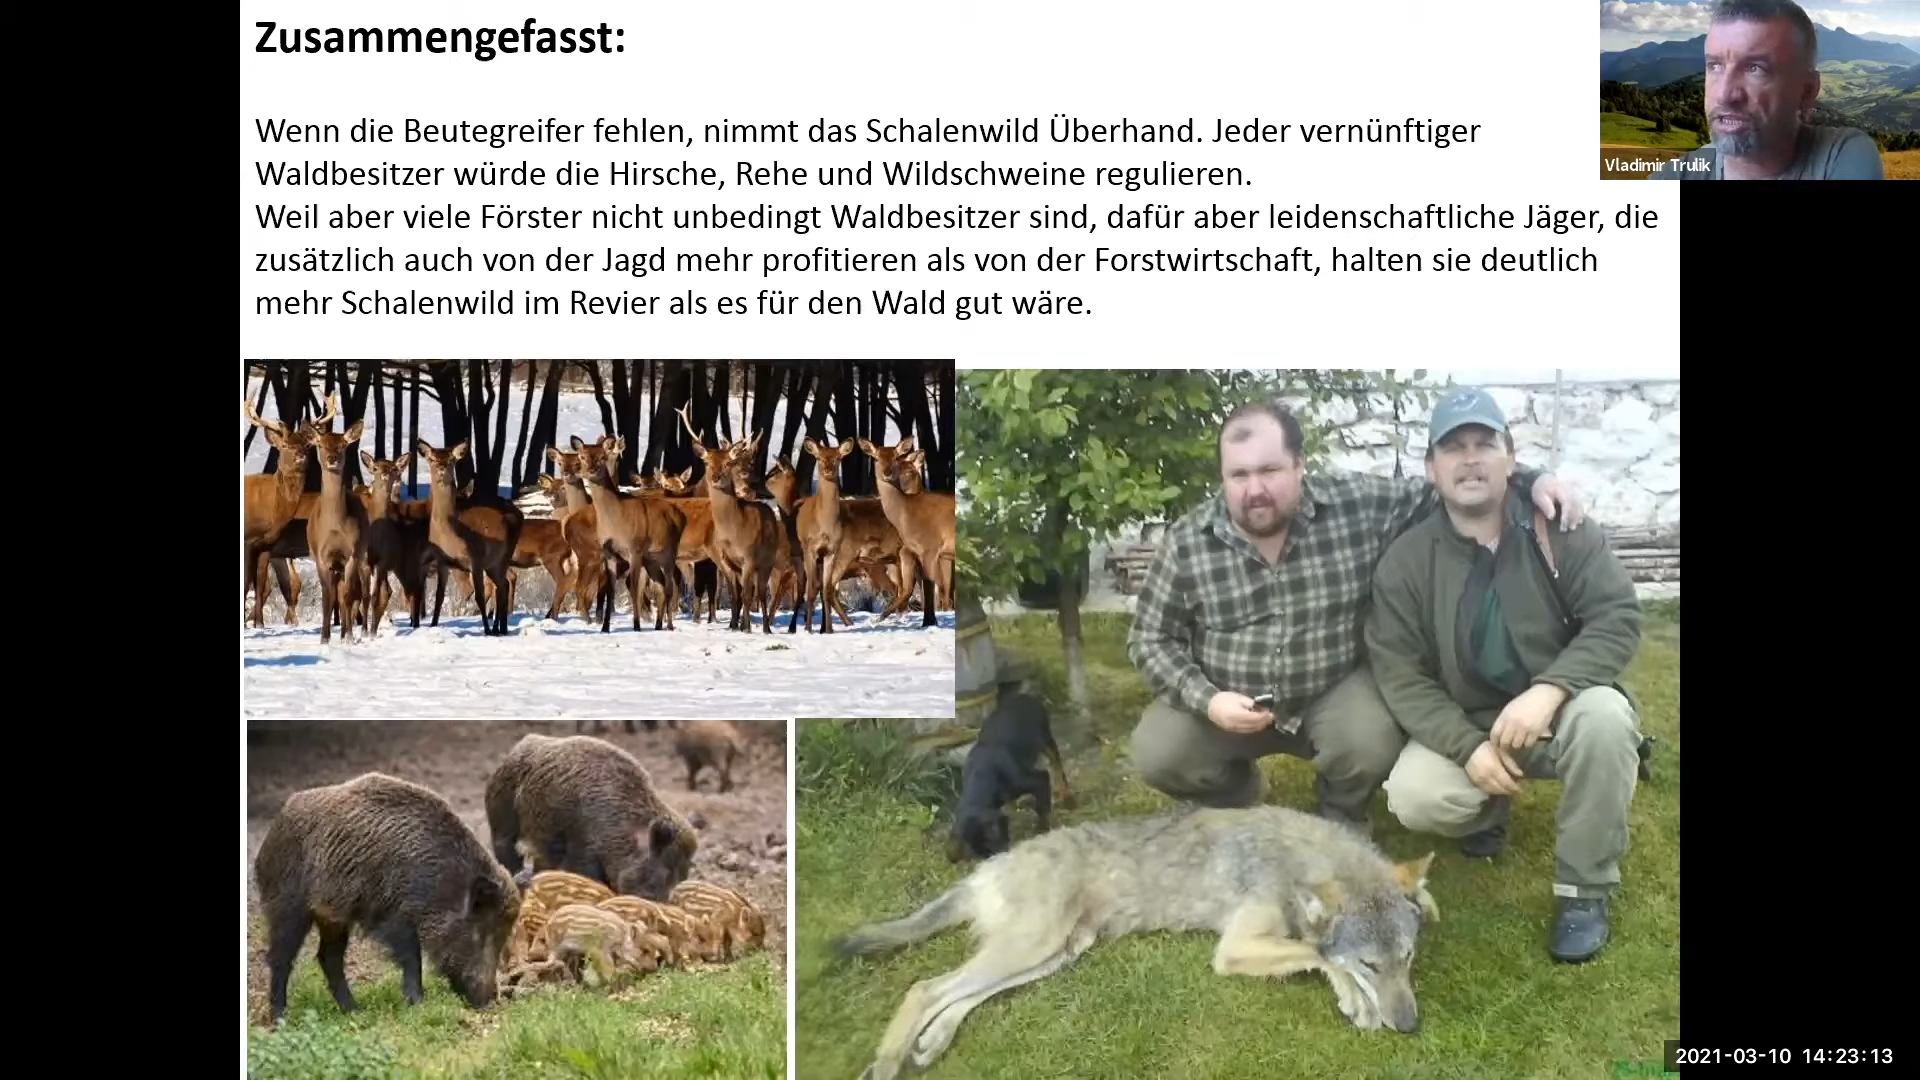 Zusammengefasst:
Wenn die Beutegreifer fehlen, nimmt das Schalenwild Überhand. Jeder vernünftiger
Waldbesitzer würde die Hirsche, Rehe und Wildschweine regulieren.
Weil aber viele Förster nicht unbedingt Waldbesitzer sind, dafür aber leidenschaftliche Jäger, die
zusätzlich auch von der Jagd mehr profitieren als von der Forstwirtschaft, halten sie deutlich
mehr Schalenwild im Revier als es für den Wald gut wäre.
Vladimir Trulik
2021-03-10 14:23:13